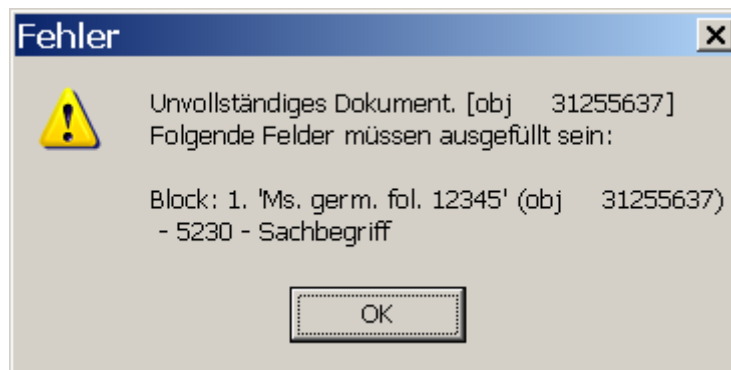 Fehler
Unvollständiges Dokument. [obj 31255637]
Folgende Felder müssen ausgefüllt sein:
Block: 1. 'Ms. germ. fol. 12345' (obj 31255637)
- 5230 - Sachbegriff
OK